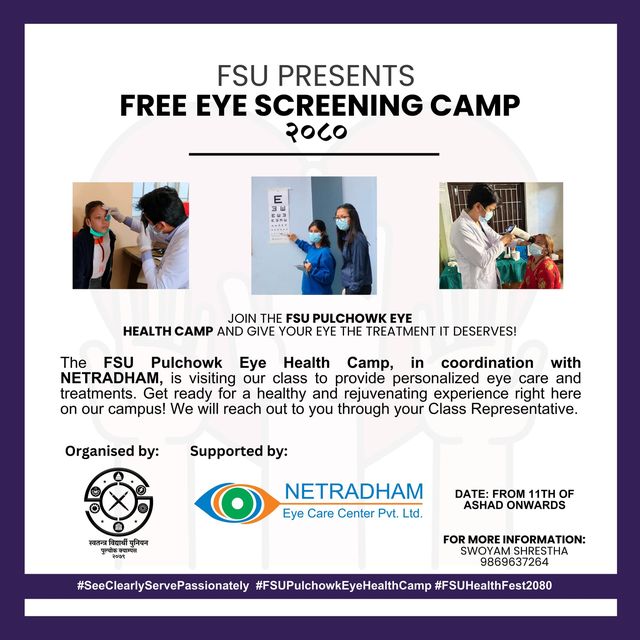 FSU PRESENTS
FREE EYE SCREENING CAMP
२०८०
E
JOIN THE FSU PULCHOWK EYE
HEALTH CAMP AND GIVE YOUR EYE THE TREATMENT IT DESERVES!
The FSU Pulchowk Eye Health Camp, in coordination with
NETRADHAM, is visiting our class to provide personalized eye care and
treatments. Get ready for a healthy and rejuvenating experience right here
on our campus! We will reach out to you through your Class Representative.
Organised by:
स्वतन्त्र विद्यार्थी युनियन
पुल्चोक क्याम्पस
२०७९
Supported by:
NETRADHAM
Eye Care Center Pvt. Ltd.
DATE: FROM 11TH OF
ASHAD ONWARDS
FOR MORE INFORMATION:
SWOYAM SHRESTHA
9869637264
#SeeClearlyServePassionately #FSUPulchowkEyeHealthCamp #FSUHealthFest2080